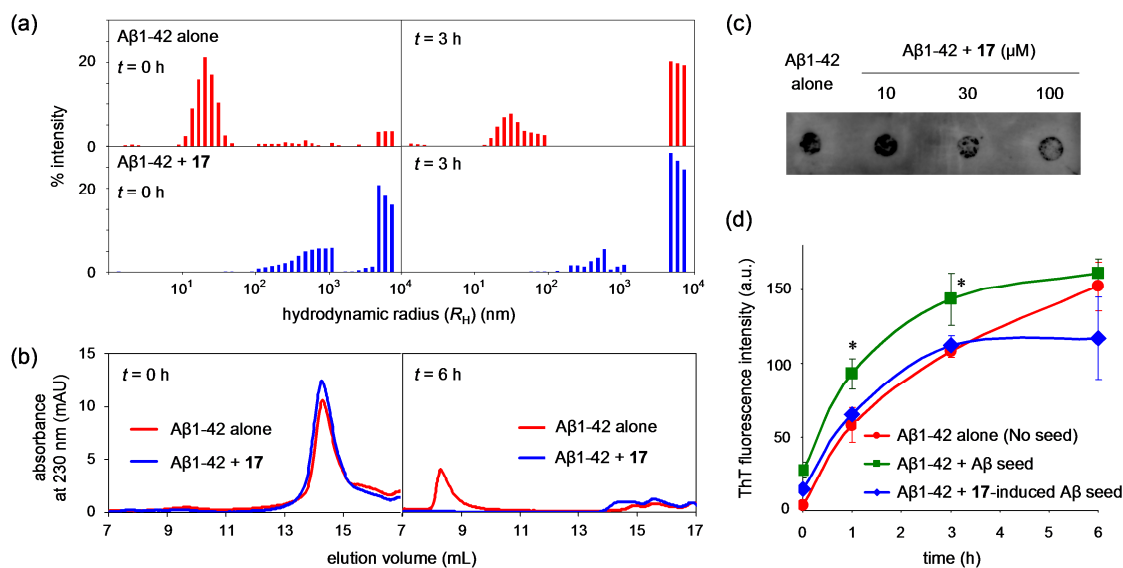 (a)
Aβ1-42 alone
t = 0 h
t = 3 h
20
0
Aβ1-42 + 17
t = 0 h
t = 3 h
20
0
% intensity
10¹ 10² 10³ 10⁴ 10¹ 10² 10³ 10⁴
hydrodynamic radius (R_H) (nm)
(b)
15
10
5
0
absorbance
at 230 nm (mAU)
t = 0 h
Aβ1-42 alone
Aβ1-42 + 17
t = 6 h
Aβ1-42 alone
Aβ1-42 + 17
7 9 11 13 15 7 9 11 13 15 17
elution volume (mL)
(c)
Aβ1-42
alone
Aβ1-42 + 17 (μM)
10 30 100
(d)
ThT fluorescence intensity (a.u.)
150
100
50
0
*
*
Aβ1-42 alone (No seed)
Aβ1-42 + Aβ seed
Aβ1-42 + 17-induced Aβ seed
0 1 2 3 4 5 6
time (h)